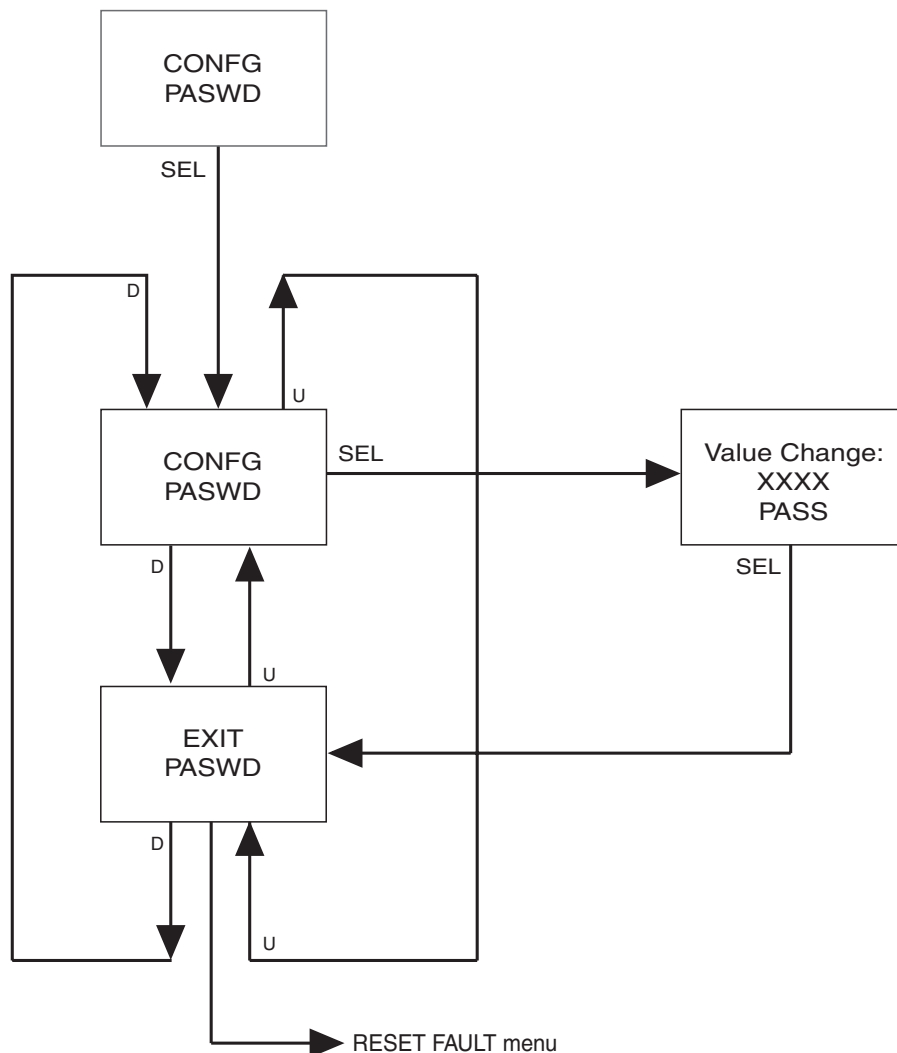 CONFG
PASWD
SEL
D
U
CONFG
PASWD
SEL
Value Change:
XXXX
PASS
D
SEL
U
EXIT
PASWD
D
U
RESET FAULT menu